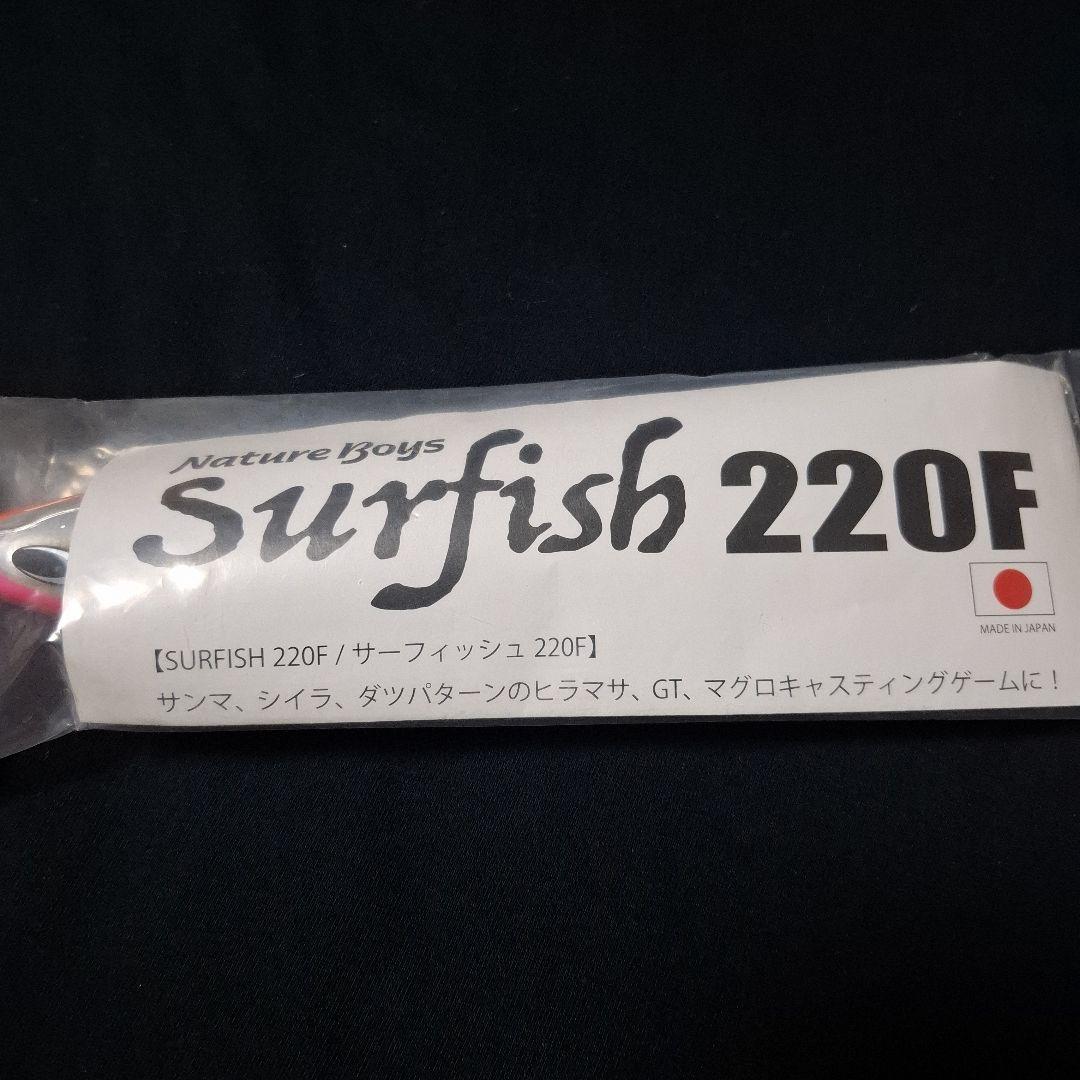 Nature Boys
Surfish 220F
MADE IN JAPAN
【SURFISH 220F / サーフィッシュ 220F】
サンマ、シイラ、ダツパターンのヒラマサ、GT、マグロキャスティングゲームに！